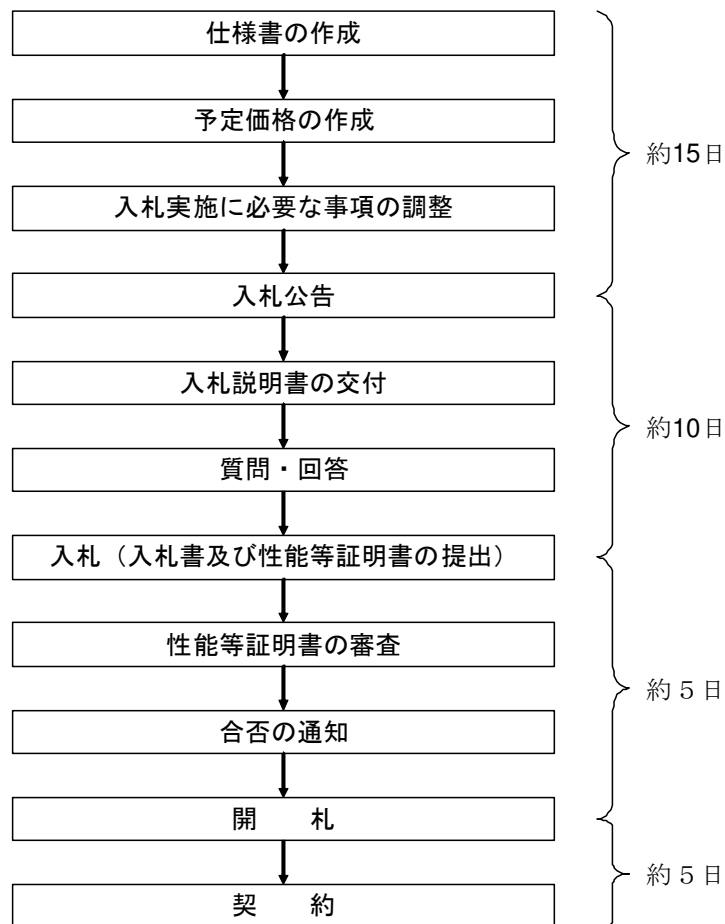 仕様書の作成
予定価格の作成
約15日
入札実施に必要な事項の調整
入札公告
入札説明書の交付
約10日
質問・回答
入札（入札書及び性能等証明書の提出）
性能等証明書の審査
約５日
合否の通知
開　　札
約５日
契　　約